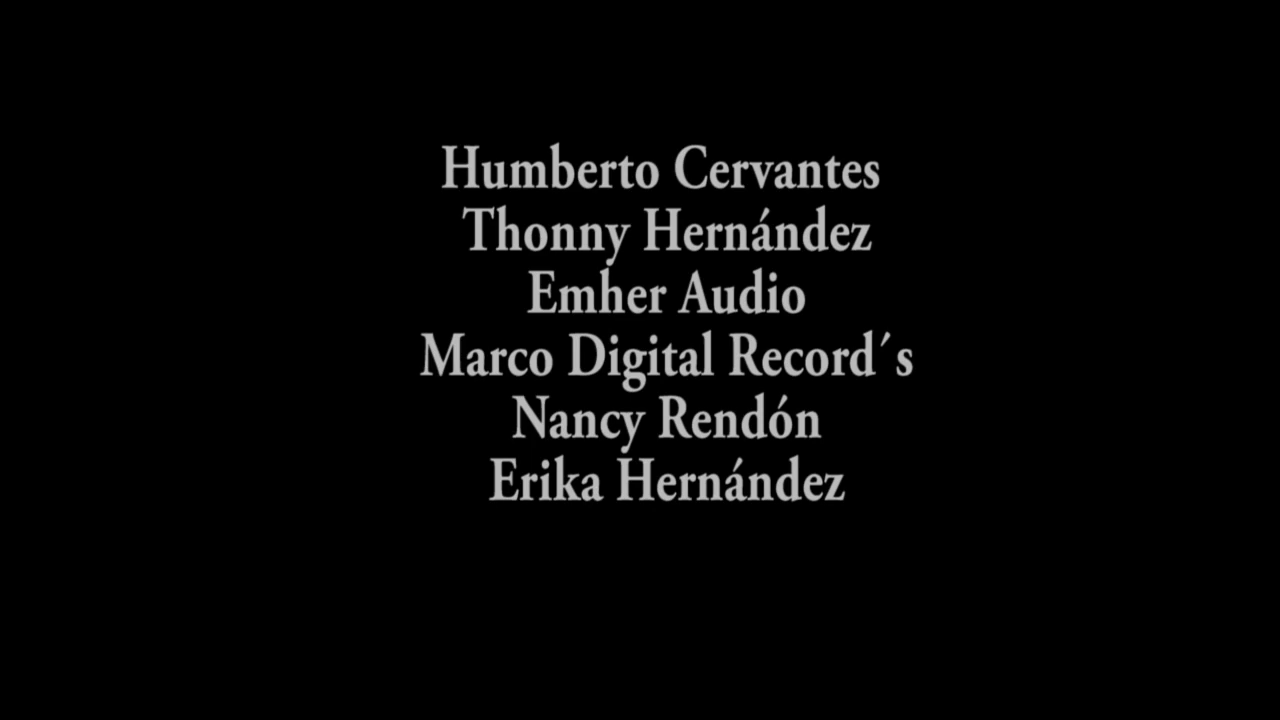 Humberto Cervantes
Thonny Hernández
Emher Audio
Marco Digital Record´s
Nancy Rendón
Erika Hernández